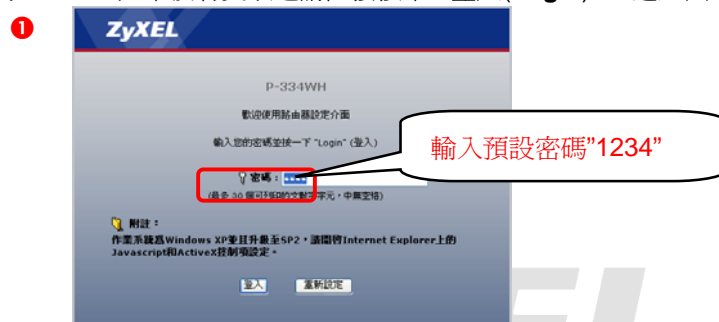 ❶
ZyXEL
P-334WH
歡迎使用路由器設定介面
輸入您的密碼並按一下 "Login" (登入)
輸入預設密碼"1234"
密碼：
(最多 30 個可列印的文數字字元，中無空格)
附註：
作業系統為Windows XP並且升級至SP2，請開啟Internet Explorer上的
Javascript和ActiveX控制項設定。
登入 重新設定